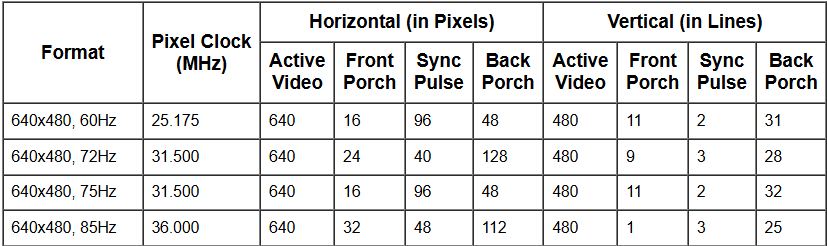 Format Pixel Clock (MHz) Horizontal (in Pixels) Vertical (in Lines)
Active Video Front Porch Sync Pulse Back Porch Active Video Front Porch Sync Pulse Back Porch
640x480, 60Hz 25.175 640 16 96 48 480 11 2 31
640x480, 72Hz 31.500 640 24 40 128 480 9 3 28
640x480, 75Hz 31.500 640 16 96 48 480 11 2 32
640x480, 85Hz 36.000 640 32 48 112 480 1 3 25